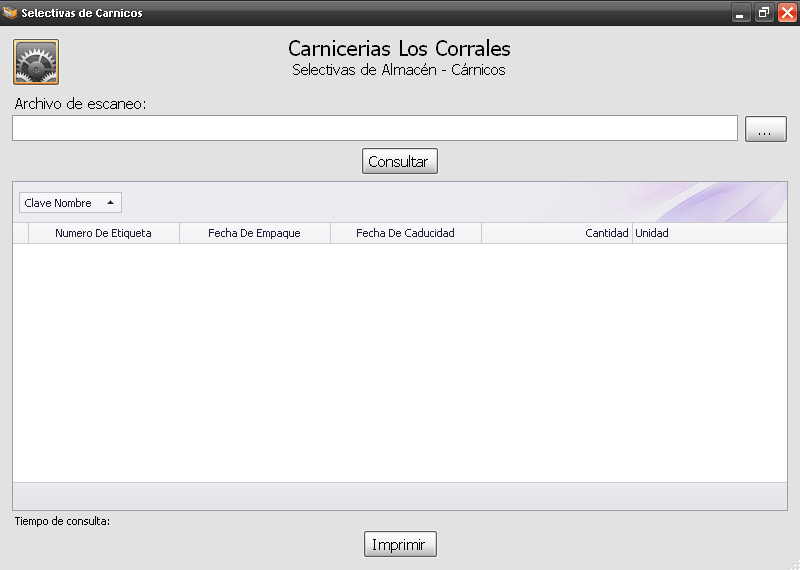 Selectivas de Carnicos
Carnicerias Los Corrales
Selectivas de Almacén - Cárnicos
Archivo de escaneo:
...
Consultar
Clave Nombre
Numero De Etiqueta Fecha De Empaque Fecha De Caducidad Cantidad Unidad
Tiempo de consulta:
Imprimir